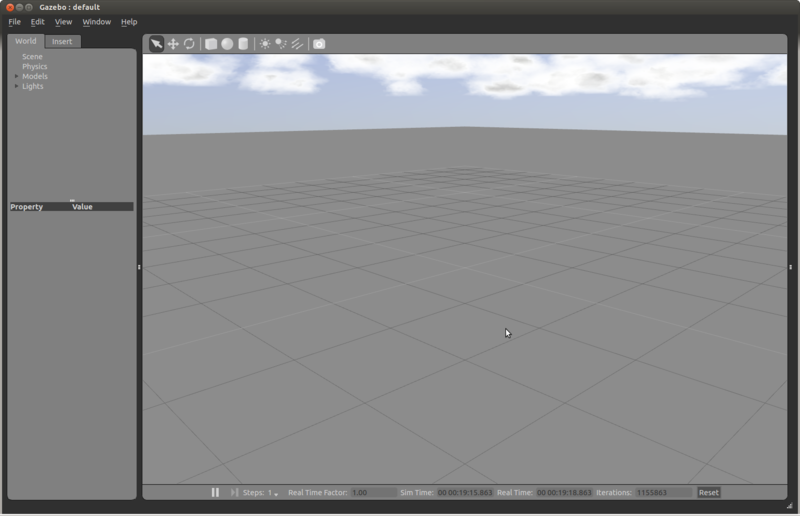 Gazebo : default
File Edit View Window Help
World Insert
Scene
Physics
Models
Lights
Property Value
Steps: 1 Real Time Factor: 1.00 Sim Time: 00 00:19:15.863 Real Time: 00 00:19:18.863 Iterations: 1155863 Reset